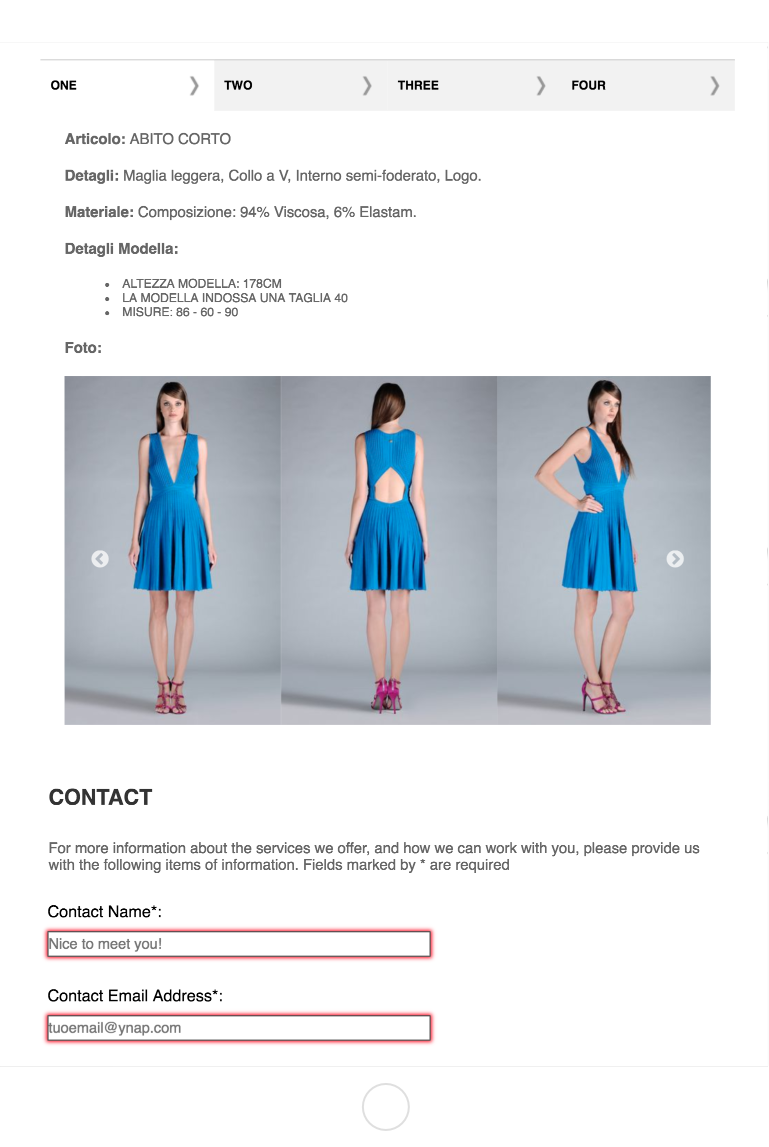 ONE
TWO
THREE
FOUR
Articolo: ABITO CORTO
Detagli: Maglia leggera, Collo a V, Interno semi-foderato, Logo.
Materiale: Composizione: 94% Viscosa, 6% Elastam.
Detagli Modella:
ALTEZZA MODELLA: 178CM
LA MODELLA INDOSSA UNA TAGLIA 40
MISURE: 86 - 60 - 90
Foto:
CONTACT
For more information about the services we offer, and how we can work with you, please provide us
with the following items of information. Fields marked by * are required
Contact Name*:
Nice to meet you!
Contact Email Address*:
tuoemail@ynap.com